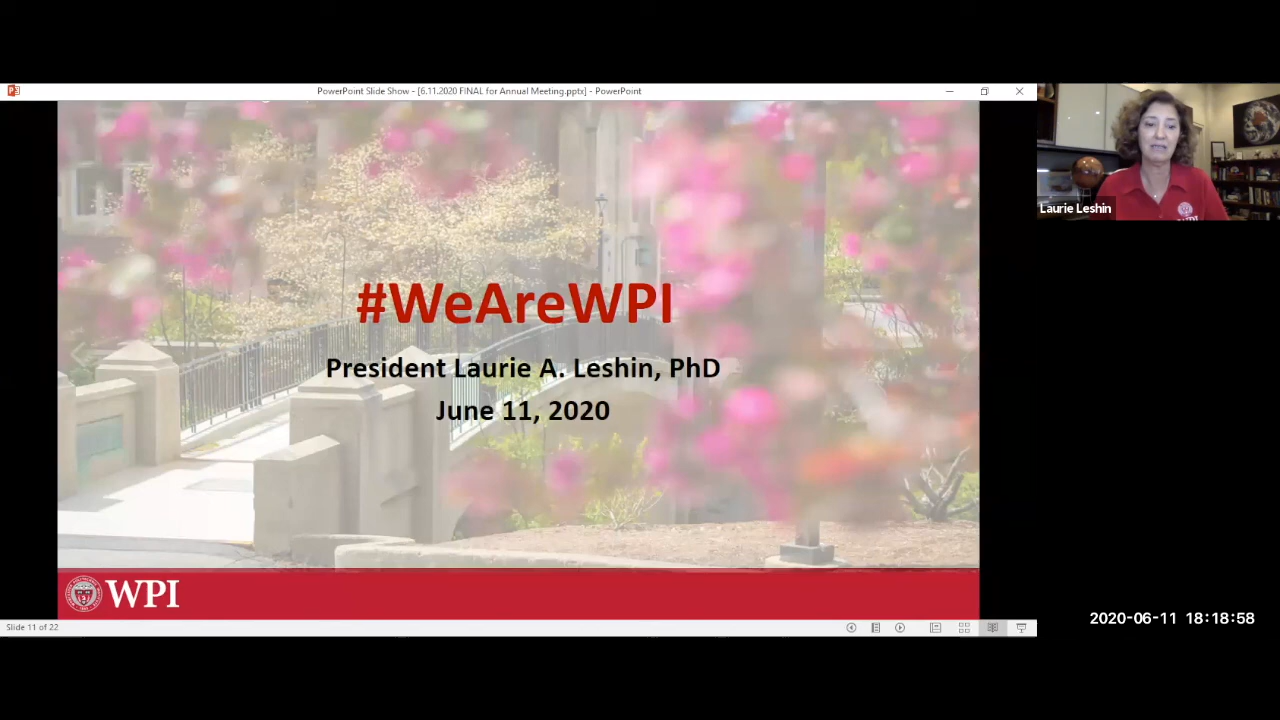 PowerPoint Slide Show - [6.11.2020 FINAL for Annual Meeting.pptx] - PowerPoint
#WeAreWPI
President Laurie A. Leshin, PhD
June 11, 2020
WPI
Slide 11 of 22
Laurie Leshin
2020-06-11 18:18:58